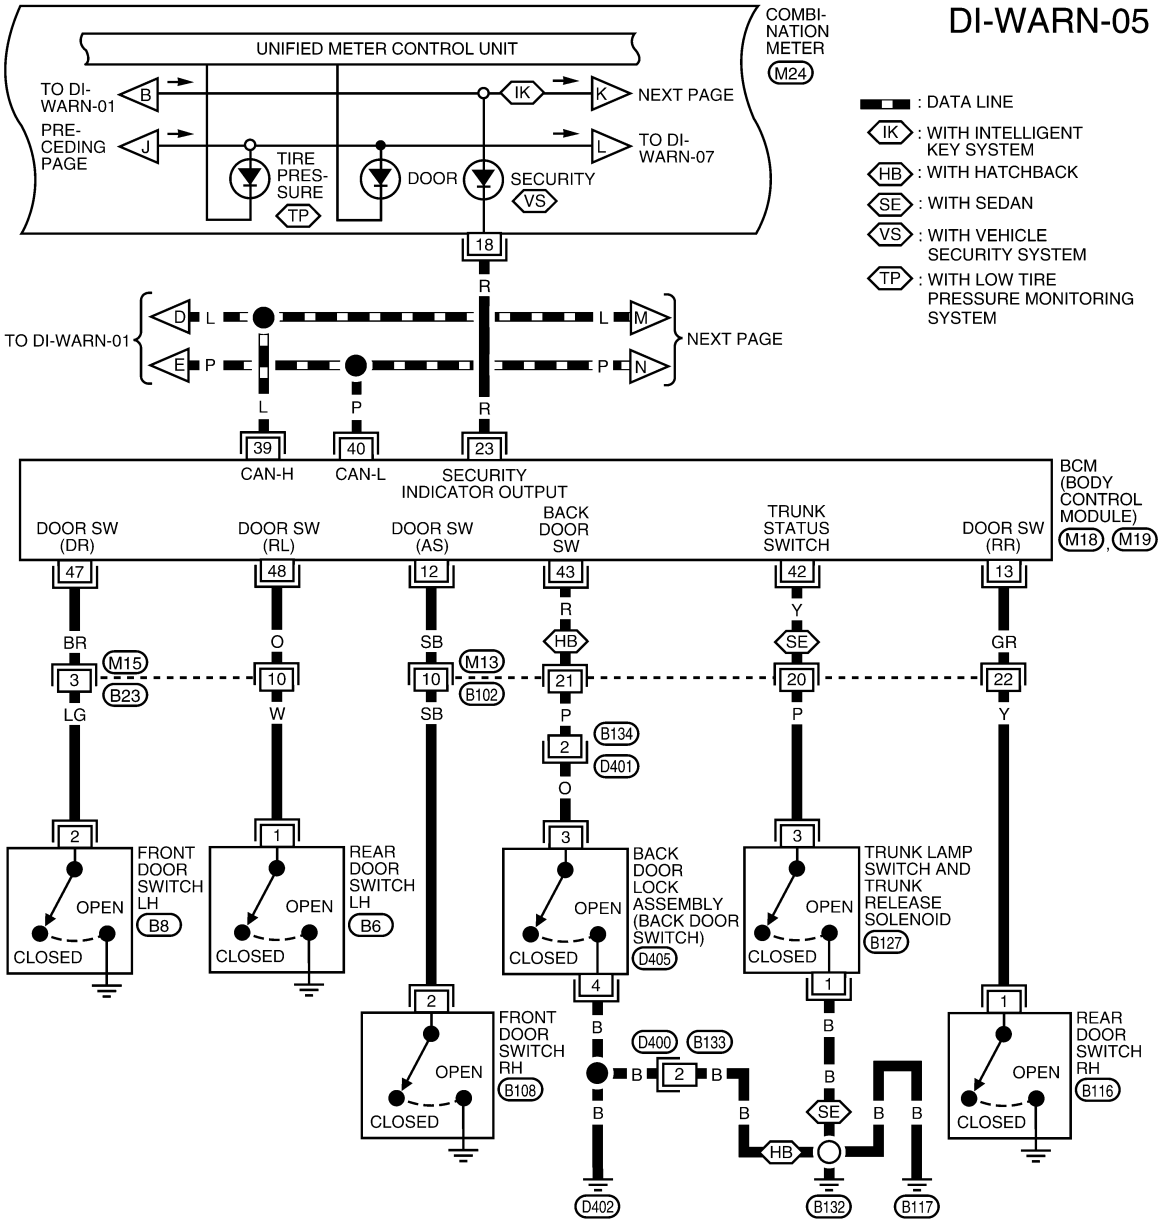 DI-WARN-05
COMBI-
NATION
METER
M24
UNIFIED METER CONTROL UNIT
TO DI-
WARN-01
B
IK
K
NEXT PAGE
PRE-
CEDING
PAGE
J
L
TO DI-
WARN-07
TIRE
PRES-
SURE
TP
DOOR
SECURITY
VS
: DATA LINE
IK : WITH INTELLIGENT
KEY SYSTEM
HB : WITH HATCHBACK
SE : WITH SEDAN
VS : WITH VEHICLE
SECURITY SYSTEM
TP : WITH LOW TIRE
PRESSURE MONITORING
SYSTEM
18
R
TO DI-WARN-01
D L
L M
E P
P N
NEXT PAGE
L
P
R
39
40
23
CAN-H
CAN-L
SECURITY
INDICATOR OUTPUT
BCM
(BODY
CONTROL
MODULE)
M18 , M19
DOOR SW
(DR)
DOOR SW
(RL)
DOOR SW
(AS)
BACK
DOOR
SW
TRUNK
STATUS
SWITCH
DOOR SW
(RR)
47
48
12
43
42
13
R
Y
BR
O
SB
HB
SE
GR
3
M15
B23
10
10
M13
B102
21
20
22
LG
W
SB
P
P
Y
2
B134
D401
O
2
1
3
3
FRONT
DOOR
SWITCH
LH
B8
OPEN
CLOSED
REAR
DOOR
SWITCH
LH
B6
OPEN
CLOSED
BACK
DOOR
LOCK
ASSEMBLY
(BACK DOOR
SWITCH)
D405
OPEN
CLOSED
TRUNK LAMP
SWITCH AND
TRUNK
RELEASE
SOLENOID
B127
OPEN
CLOSED
2
4
1
1
FRONT
DOOR
SWITCH
RH
B108
OPEN
CLOSED
REAR
DOOR
SWITCH
RH
B116
OPEN
CLOSED
B
B
D400
B133
B
2
B
B
B
B
SE
B
B
HB
D402
B132
B117